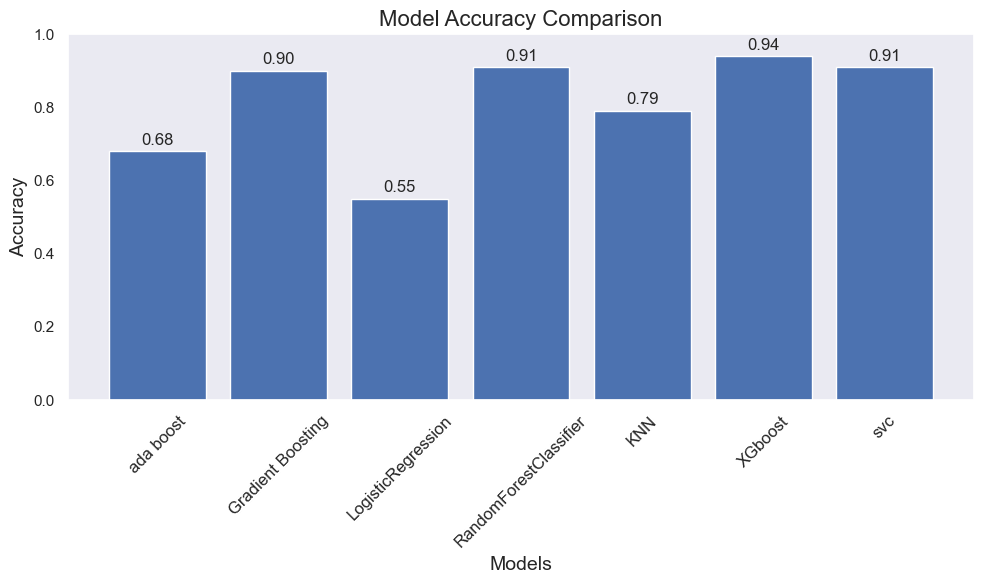 Model Accuracy Comparison
Accuracy
1.0
0.8
0.6
0.4
0.2
0.0
0.68
0.90
0.55
0.91
0.79
0.94
0.91
ada boost
Gradient Boosting
LogisticRegression
RandomForestClassifier
KNN
XGboost
svc
Models